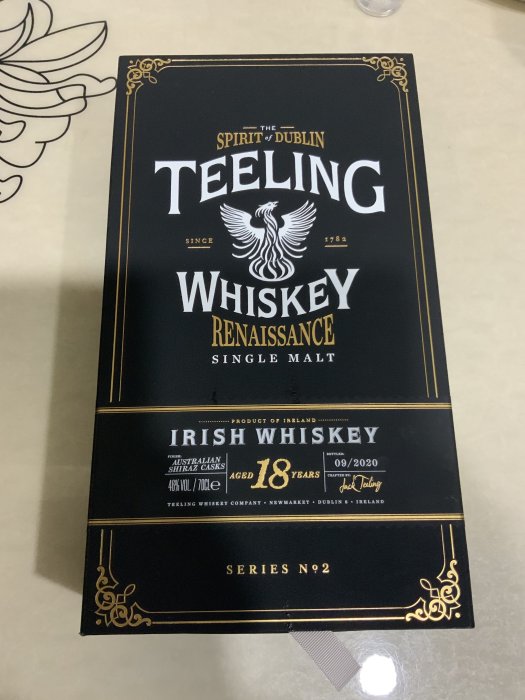 THE
SPIRIT of DUBLIN
TEELING
SINCE 1782
WHISKEY
RENAISSANCE
SINGLE MALT
PRODUCT OF IRELAND
IRISH WHISKEY
FINISH:
AUSTRALIAN
SHIRAZ CASKS
46% VOL. / 70CL e
AGED 18 YEARS
BOTTLED:
09/2020
CRAFTED BY:
Jack Teeling
TEELING WHISKEY COMPANY • NEWMARKET • DUBLIN 8 • IRELAND
SERIES Nº2